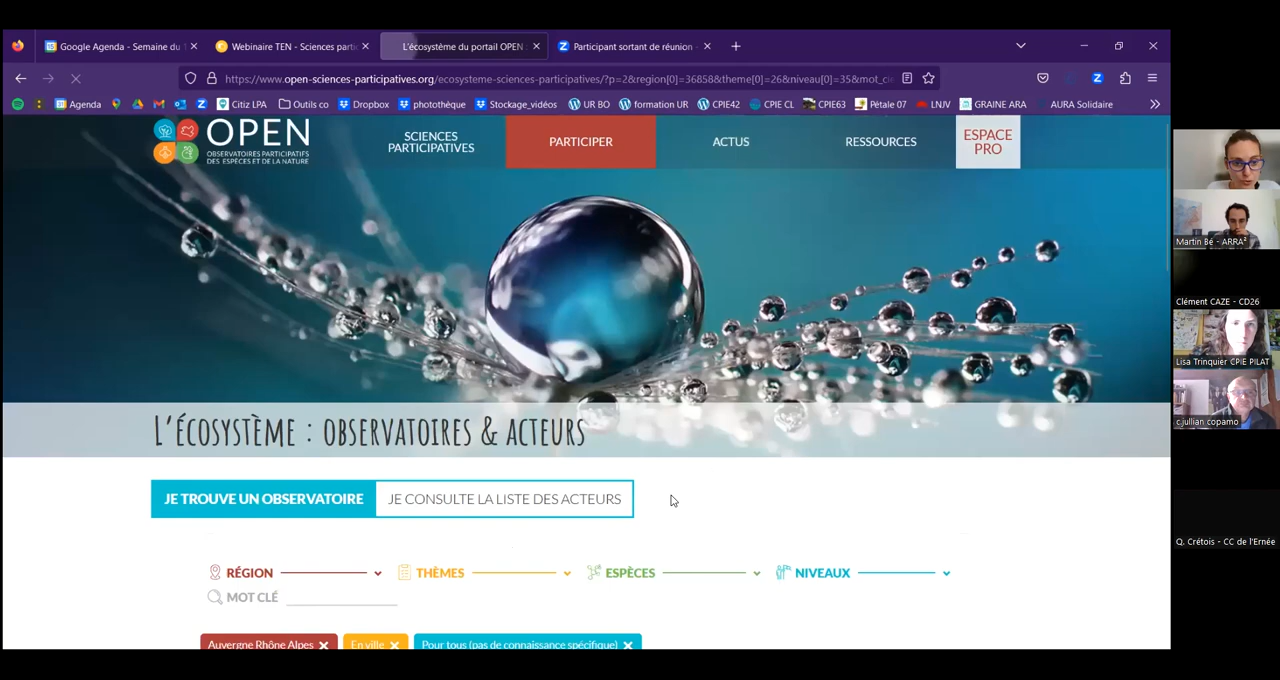 Google Agenda - Semaine du 1
Webinaire TEN - Sciences parti
L'écosystème du portail OPEN :
Participant sortant de réunion -
https://www.open-sciences-participatives.org/ecosysteme-sciences-participatives/?p=2&region[0]=36858&theme[0]=26&niveau[0]=35&mot_cle
Agenda
Citiz LPA
Outils co
Dropbox
photothèque
Stockage_vidéos
UR BO
formation UR
CPIE42
CPIE CL
CPIE63
Pétale 07
LNJV
GRAINE ARA
AURA Solidaire
OPEN
OBSERVATOIRES PARTICIPATIFS
DES ESPÈCES ET DE LA NATURE
SCIENCES
PARTICIPATIVES
PARTICIPER
ACTUS
RESSOURCES
ESPACE
PRO
L'ÉCOSYSTÈME : OBSERVATOIRES & ACTEURS
JE TROUVE UN OBSERVATOIRE
JE CONSULTE LA LISTE DES ACTEURS
RÉGION
THÈMES
ESPÈCES
NIVEAUX
MOT CLÉ
Auvergne Rhône Alpes
En ville
Pour tous (pas de connaissance spécifique)
Martin Bé - ARRA²
Clément CAZE - CD26
Lisa Trinquier CPIE PILAT
c.jullian copamo
Q. Crétois - CC de l'Ernée